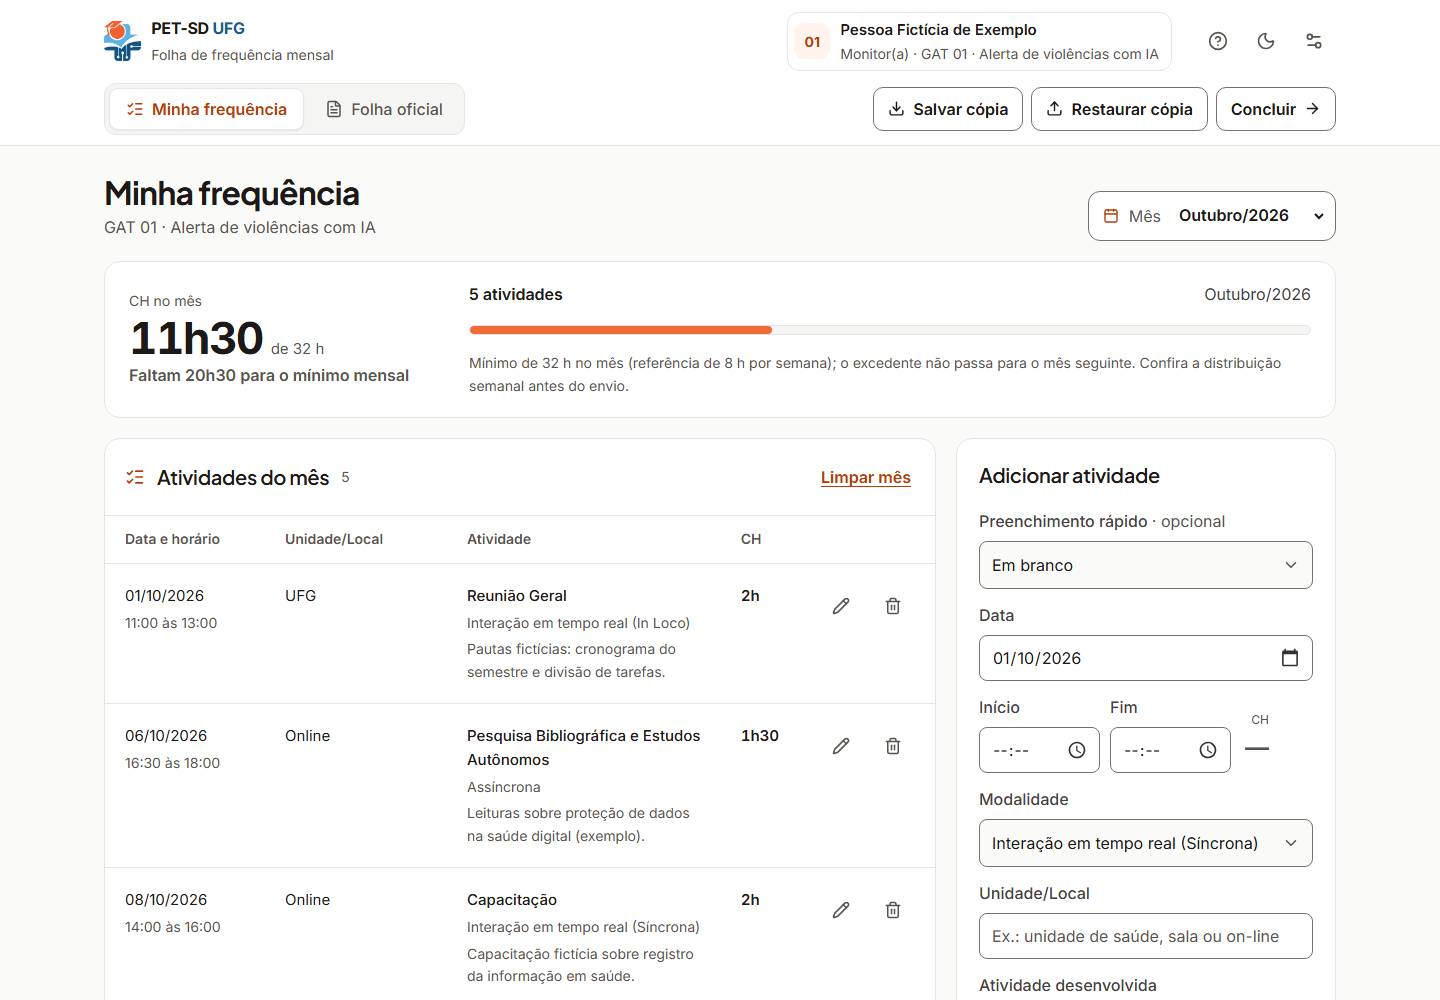 PET-SD UFG
Folha de frequência mensal
01
Pessoa Fictícia de Exemplo
Monitor(a) · GAT 01 · Alerta de violências com IA
Minha frequência
Folha oficial
Salvar cópia
Restaurar cópia
Concluir
Minha frequência
GAT 01 · Alerta de violências com IA
Mês
Outubro/2026
CH no mês
11h30 de 32 h
Faltam 20h30 para o mínimo mensal
5 atividades
Outubro/2026
Mínimo de 32 h no mês (referência de 8 h por semana); o excedente não passa para o mês seguinte. Confira a distribuição
semanal antes do envio.
Atividades do mês 5
Limpar mês
Data e horário
Unidade/Local
Atividade
CH
01/10/2026
11:00 às 13:00
UFG
Reunião Geral
Interação em tempo real (In Loco)
Pautas fictícias: cronograma do
semestre e divisão de tarefas.
2h
06/10/2026
16:30 às 18:00
Online
Pesquisa Bibliográfica e Estudos
Autônomos
Assíncrona
Leituras sobre proteção de dados
na saúde digital (exemplo).
1h30
08/10/2026
14:00 às 16:00
Online
Capacitação
Interação em tempo real (Síncrona)
Capacitação fictícia sobre registro
da informação em saúde.
2h
Adicionar atividade
Preenchimento rápido · opcional
Em branco
Data
01/10/2026
Início
Fim
CH
--:--
--:--
—
Modalidade
Interação em tempo real (Síncrona)
Unidade/Local
Ex.: unidade de saúde, sala ou on-line
Atividade desenvolvida